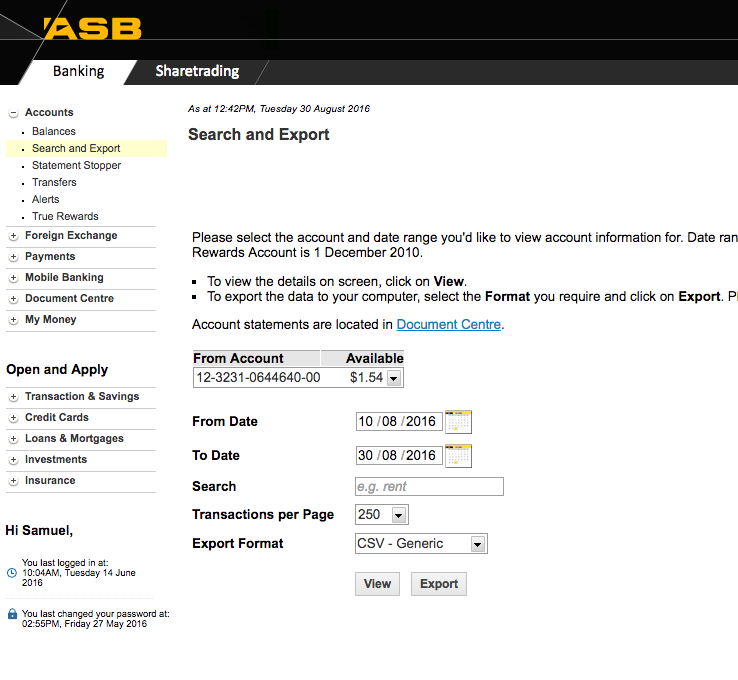 ASB
Banking
Sharetrading
Accounts
Balances
Search and Export
Statement Stopper
Transfers
Alerts
True Rewards
Foreign Exchange
Payments
Mobile Banking
Document Centre
My Money
Open and Apply
Transaction & Savings
Credit Cards
Loans & Mortgages
Investments
Insurance
Hi Samuel,
You last logged in at:
10:04AM, Tuesday 14 June
2016
You last changed your password at:
02:55PM, Friday 27 May 2016
As at 12:42PM, Tuesday 30 August 2016
Search and Export
Please select the account and date range you'd like to view account information for. Date ran
Rewards Account is 1 December 2010.
To view the details on screen, click on View.
To export the data to your computer, select the Format you require and click on Export. Pl
Account statements are located in Document Centre.
From Account Available
12-3231-0644640-00 $1.54
From Date 10 /08 /2016
To Date 30 /08 /2016
Search e.g. rent
Transactions per Page 250
Export Format CSV - Generic
View Export